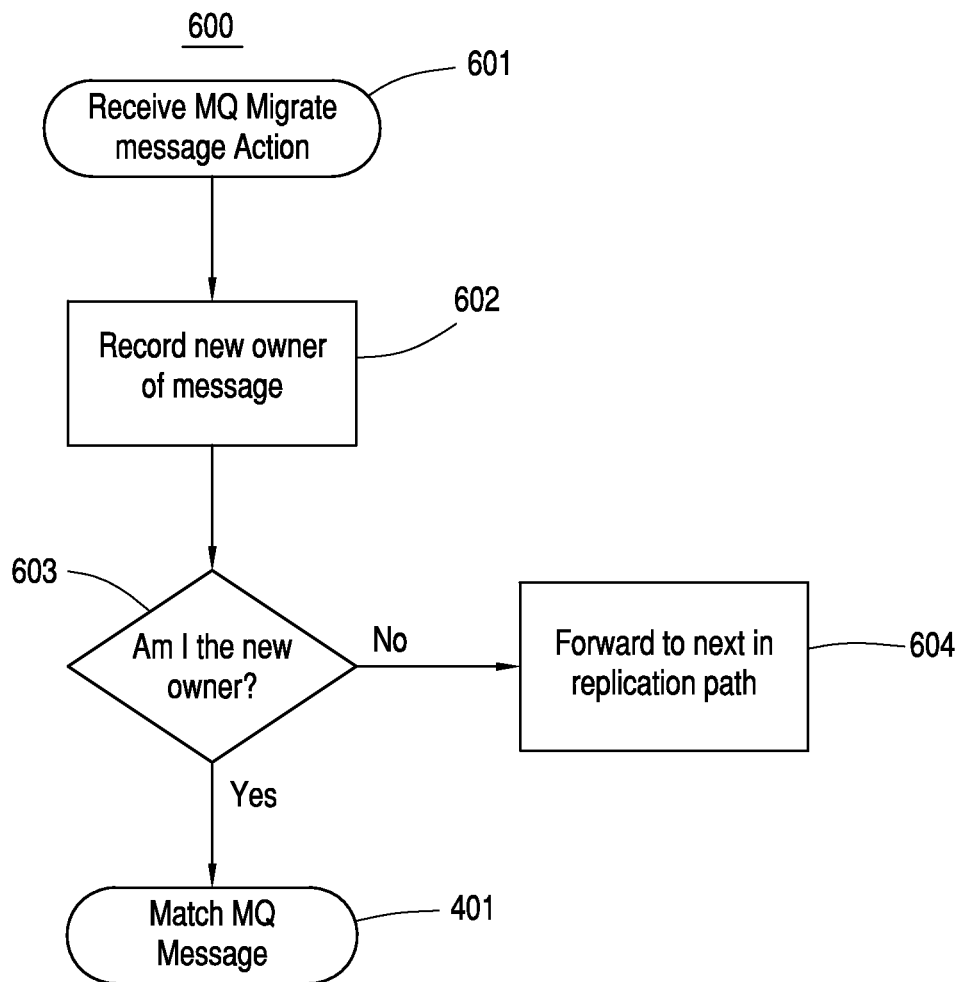 600
601
Receive MQ Migrate
message Action
602
Record new owner
of message
603
Am I the new
owner?
No
Forward to next in
replication path
604
Yes
Match MQ
Message
401